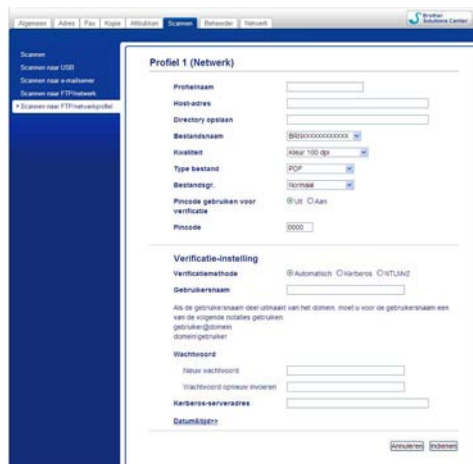 Algemeen Adres Fax Kopie Afdrukken Scannen Beheerder Netwerk
Brother
Solutions Center
Scannen
Scannen naar USB
Scannen naar e-mailserver
Scannen naar FTP/netwerk
Scannen naar FTP/netwerkprofiel
Profiel 1 (Netwerk)
Profielnaam
Host-adres
Directory opslaan
Bestandsnaam
Kwaliteit Kleur 100 dpi
Type bestand PDF
Bestandsgr. Normaal
Pincode gebruiken voor verificatie Uit Aan
Pincode 0000
Verificatie-instelling
Verificatiemethode Automatisch Kerberos NTLMv2
Gebruikersnaam
Als de gebruikersnaam deel uitmaakt van het domein, moet u voor de gebruikersnaam een
van de volgende notaties gebruiken.
gebruiker@domein
domein\gebruiker
Wachtwoord
Nieuw wachtwoord
Wachtwoord opnieuw invoeren
Kerberos-serveradres
Datum&tijd>>
Annuleren Indienen